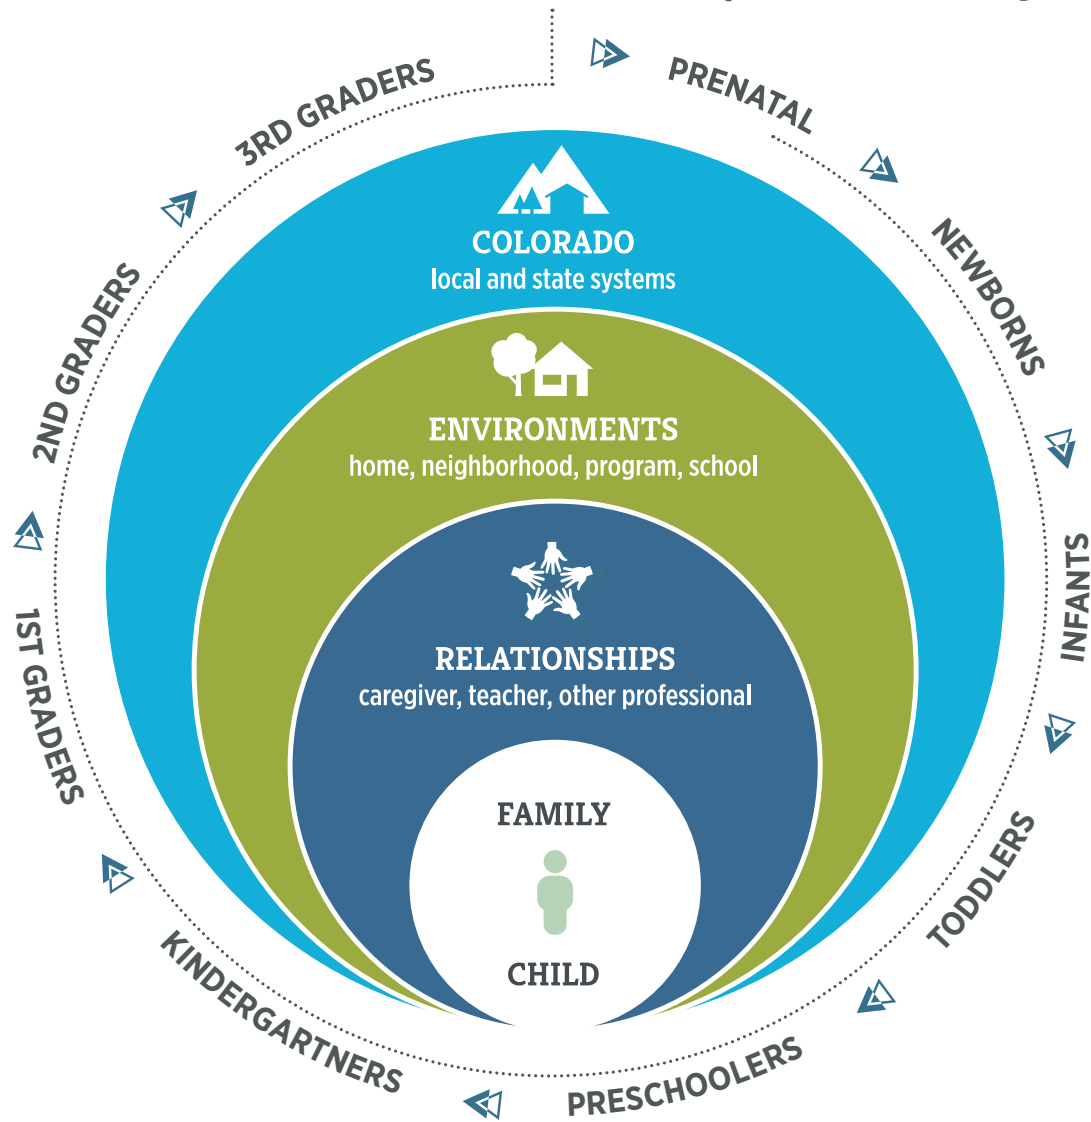 PRENATAL
NEWBORNS
INFANTS
TODDLERS
PRESCHOOLERS
KINDERGARTNERS
1ST GRADERS
2ND GRADERS
3RD GRADERS
COLORADO
local and state systems
ENVIRONMENTS
home, neighborhood, program, school
RELATIONSHIPS
caregiver, teacher, other professional
FAMILY
CHILD